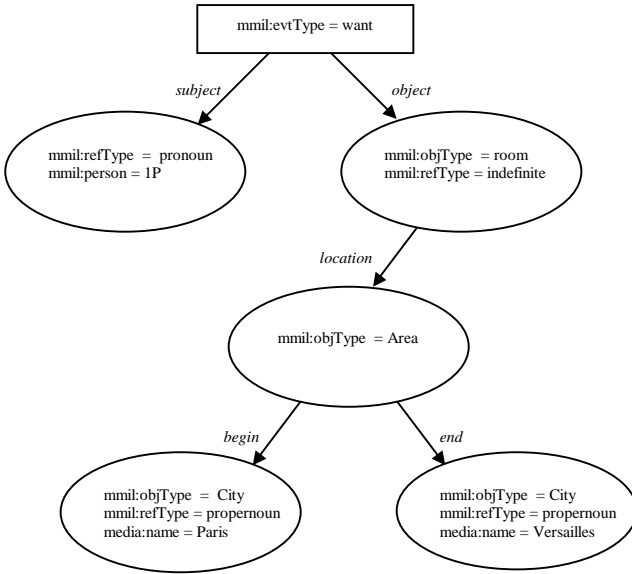 mmil:evtType = want
subject
object
mmil:refType = pronoun
mmil:person = 1P
mmil:objType = room
mmil:refType = indefinite
location
mmil:objType = Area
begin
end
mmil:objType = City
mmil:refType = propernoun
media:name = Paris
mmil:objType = City
mmil:refType = propernoun
media:name = Versailles